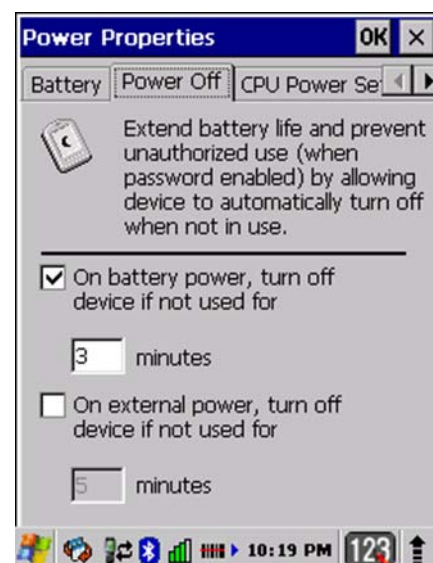 Power Properties OK ×
Battery Power Off CPU Power Se
Extend battery life and prevent
unauthorized use (when
password enabled) by allowing
device to automatically turn off
when not in use.
On battery power, turn off
device if not used for
3 minutes
On external power, turn off
device if not used for
5 minutes
10:19 PM 123